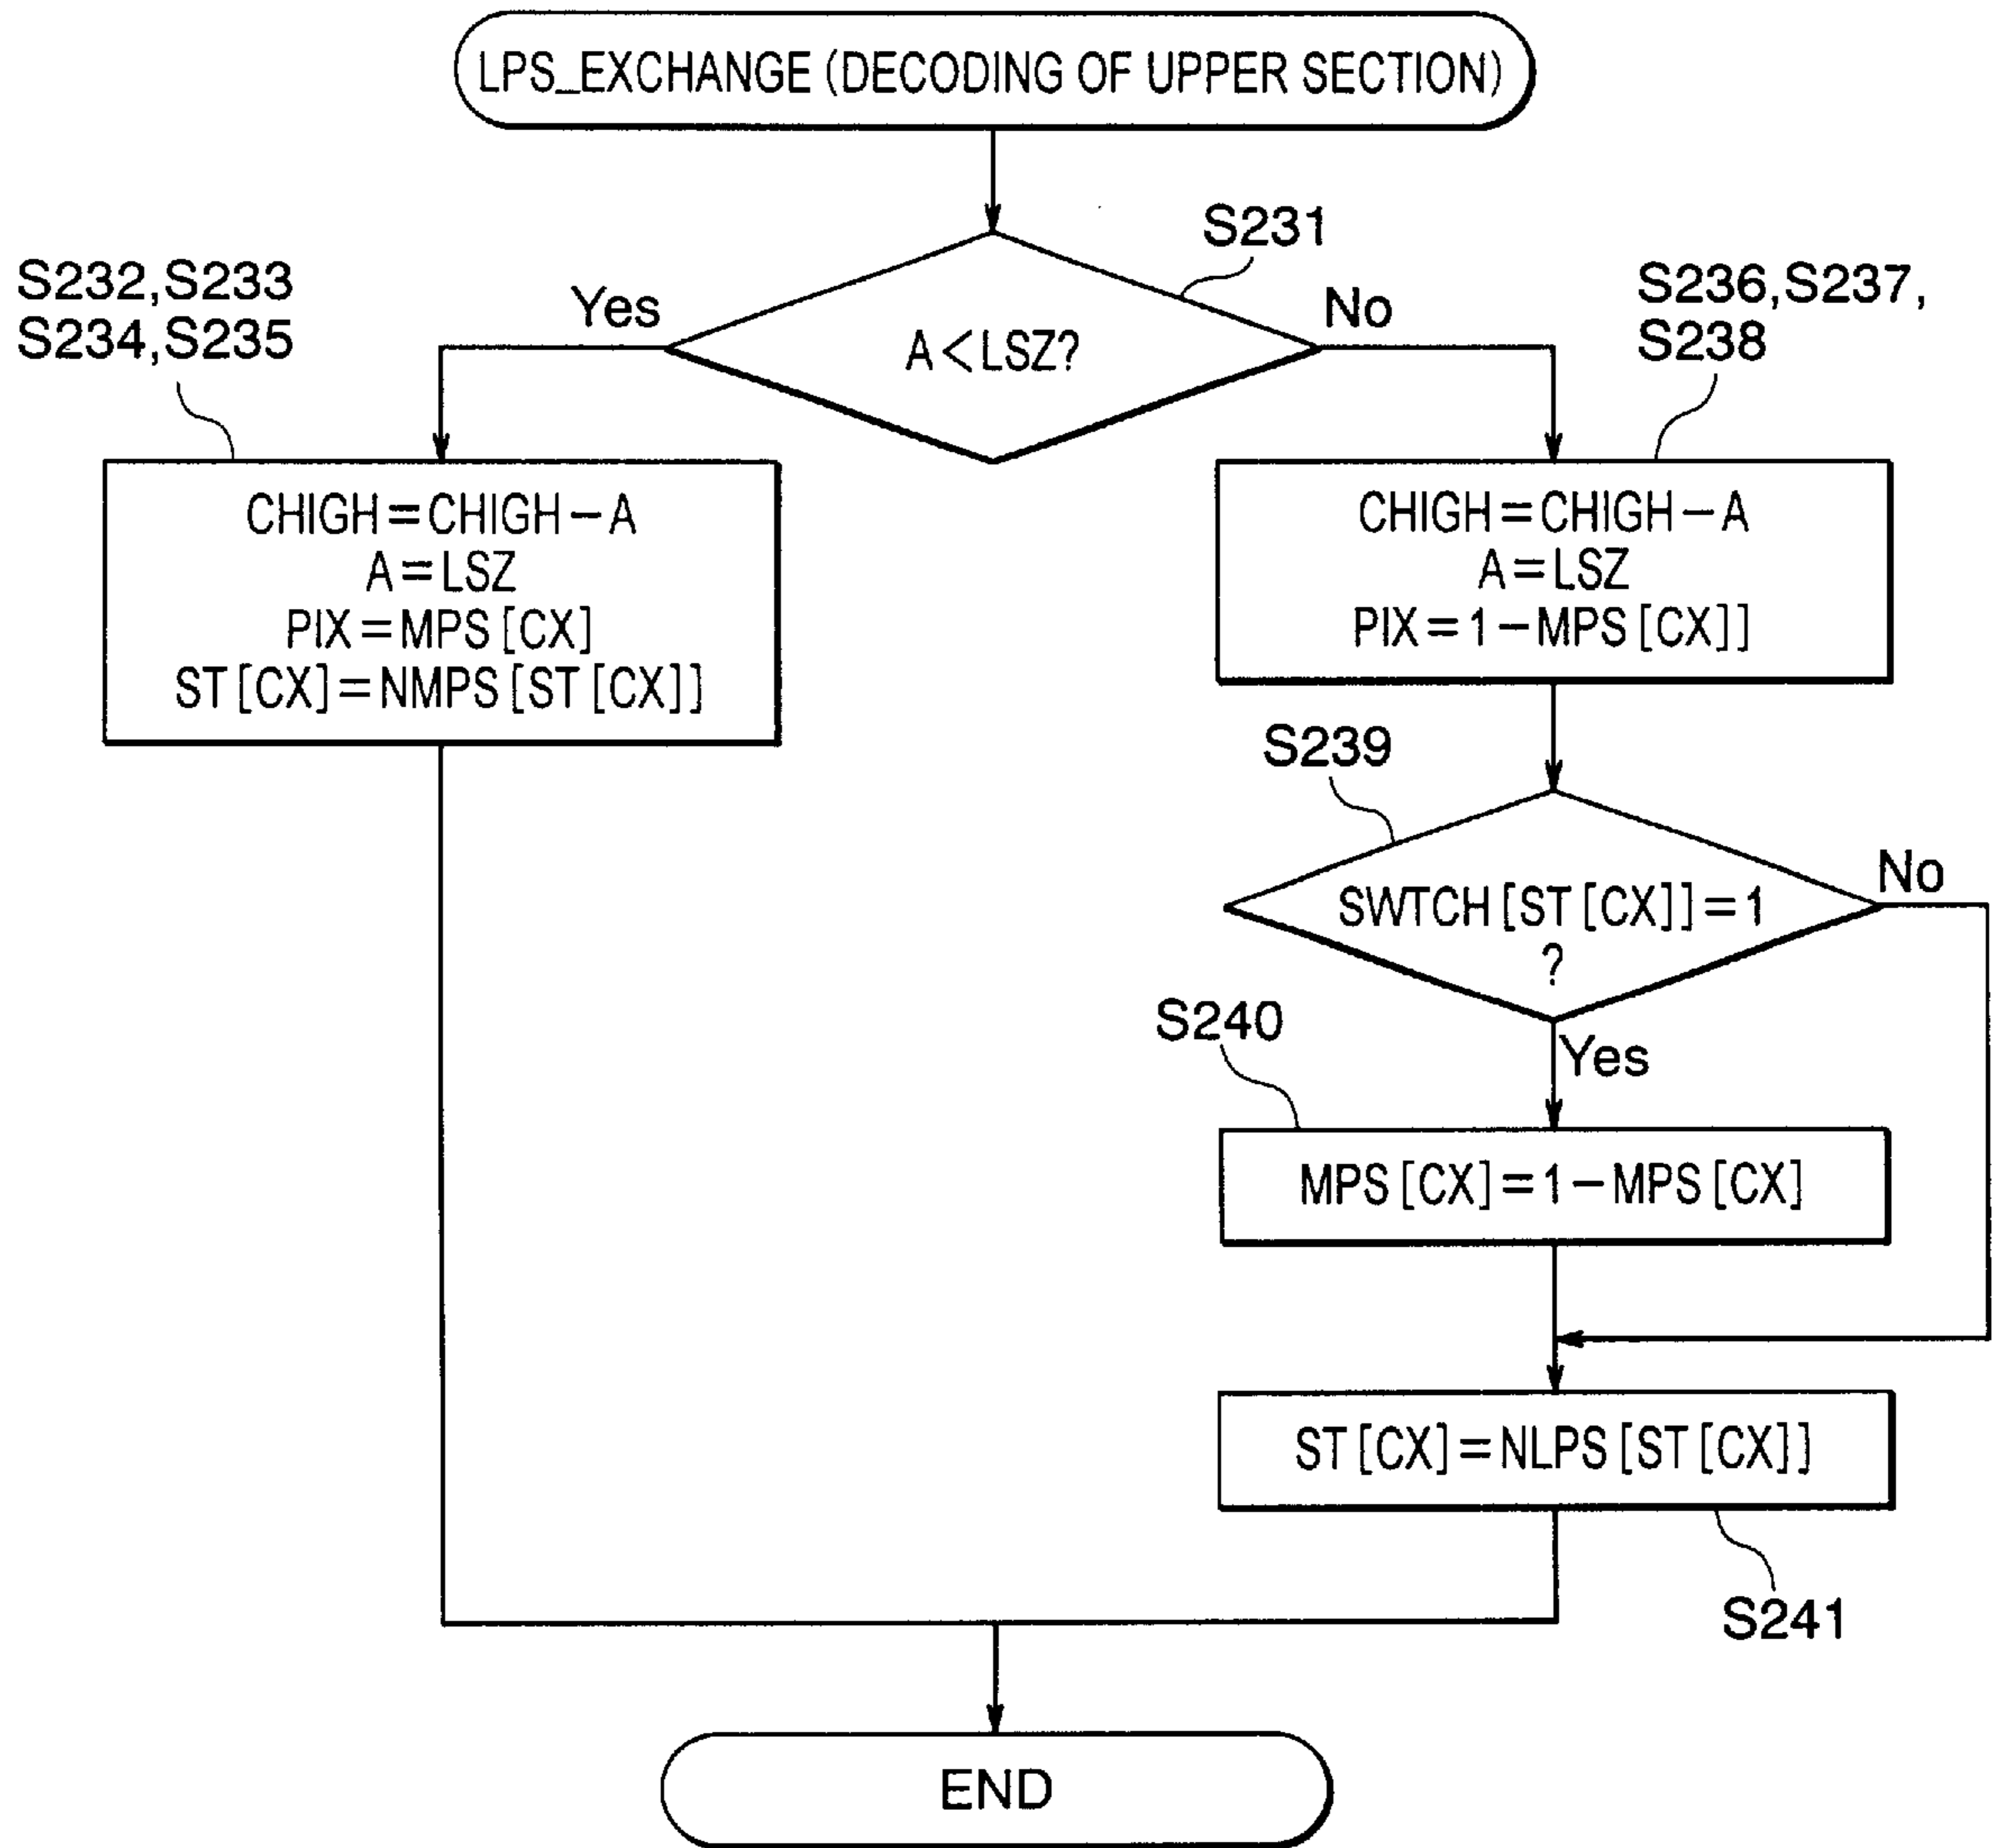 LPS_EXCHANGE (DECODING OF UPPER SECTION)
S231
S232,S233
S234,S235
Yes
No
S236,S237,
S238
A<LSZ?
CHIGH=CHIGH−A
A=LSZ
PIX=MPS[CX]
ST[CX]=NMPS[ST[CX]]
CHIGH=CHIGH−A
A=LSZ
PIX=1−MPS[CX]]
S239
No
SWTCH[ST[CX]]=1
?
S240
Yes
MPS[CX]=1−MPS[CX]
ST[CX]=NLPS[ST[CX]]
S241
END